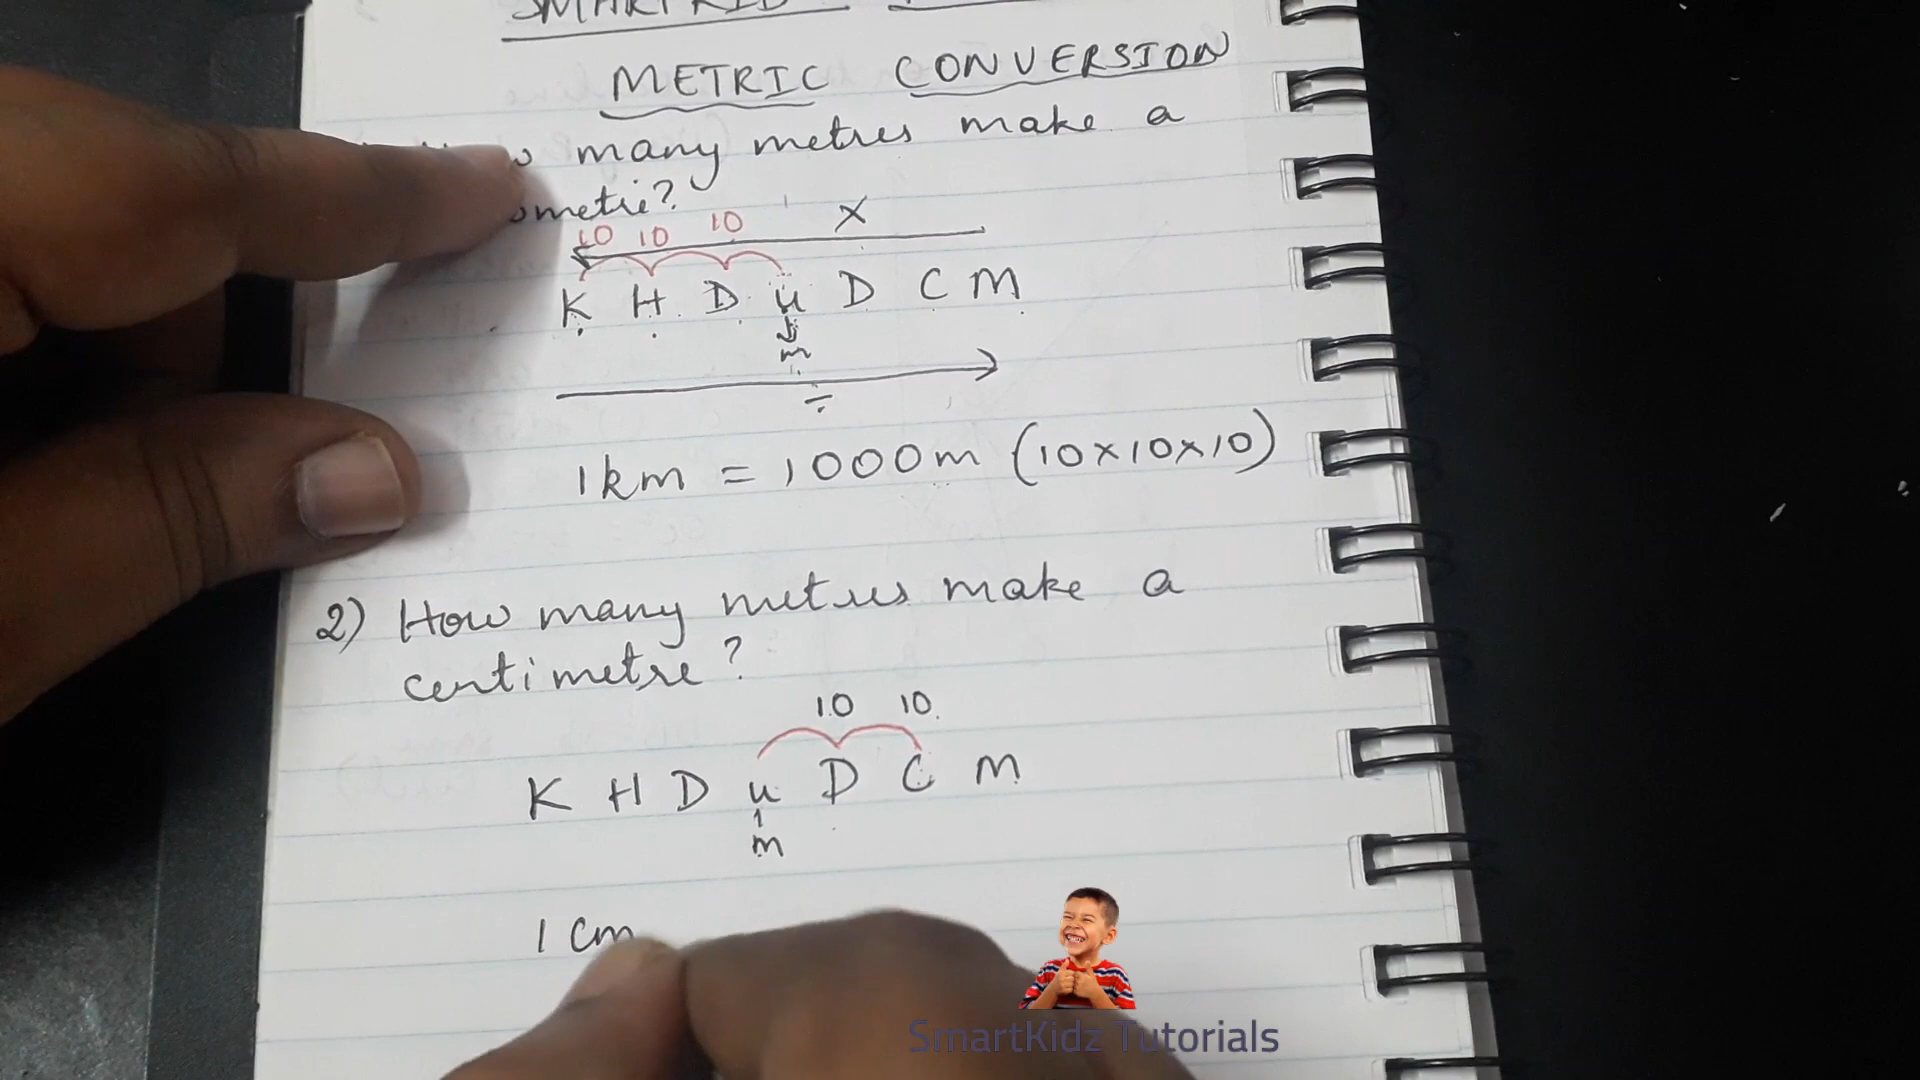 METRIC CONVERSION
many metres make a
ometre?
10 10 10 X
K H D u D C M
m
÷
1km = 1000m (10×10×10)
2) How many metres make a
centimetre?
10 10
K H D u D C M
m
1 cm
SmartKidz Tutorials